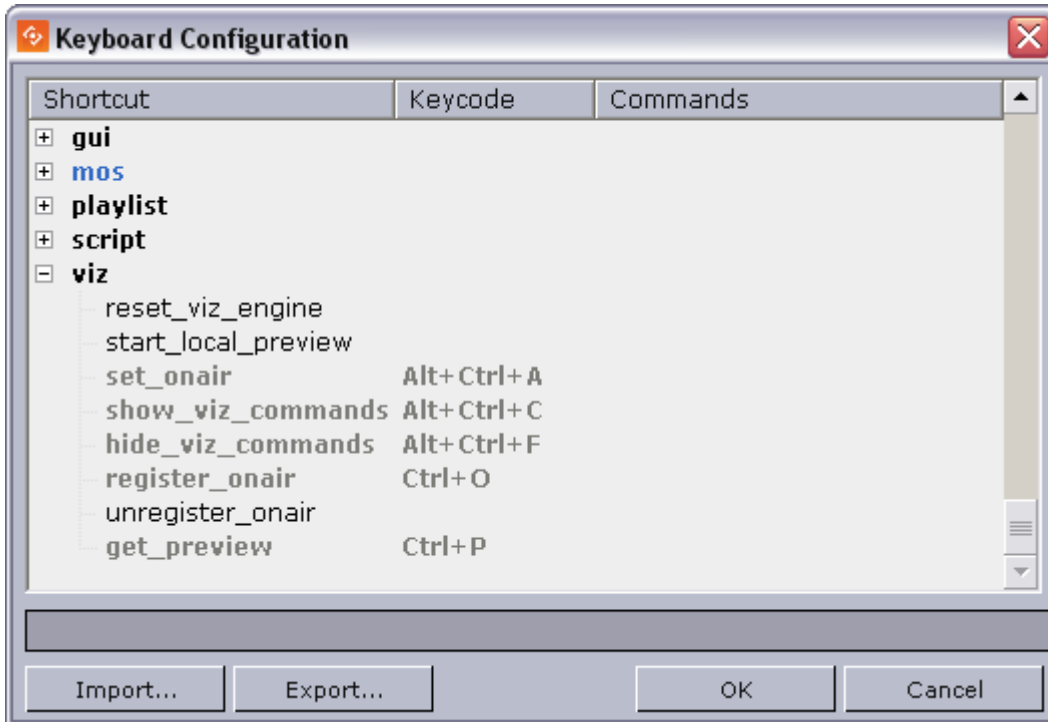 Keyboard Configuration
Shortcut Keycode Commands
gui
mos
playlist
script
viz
reset_viz_engine
start_local_preview
set_onair Alt+Ctrl+A
show_viz_commands Alt+Ctrl+C
hide_viz_commands Alt+Ctrl+F
register_onair Ctrl+O
unregister_onair
get_preview Ctrl+P
Import... Export... OK Cancel